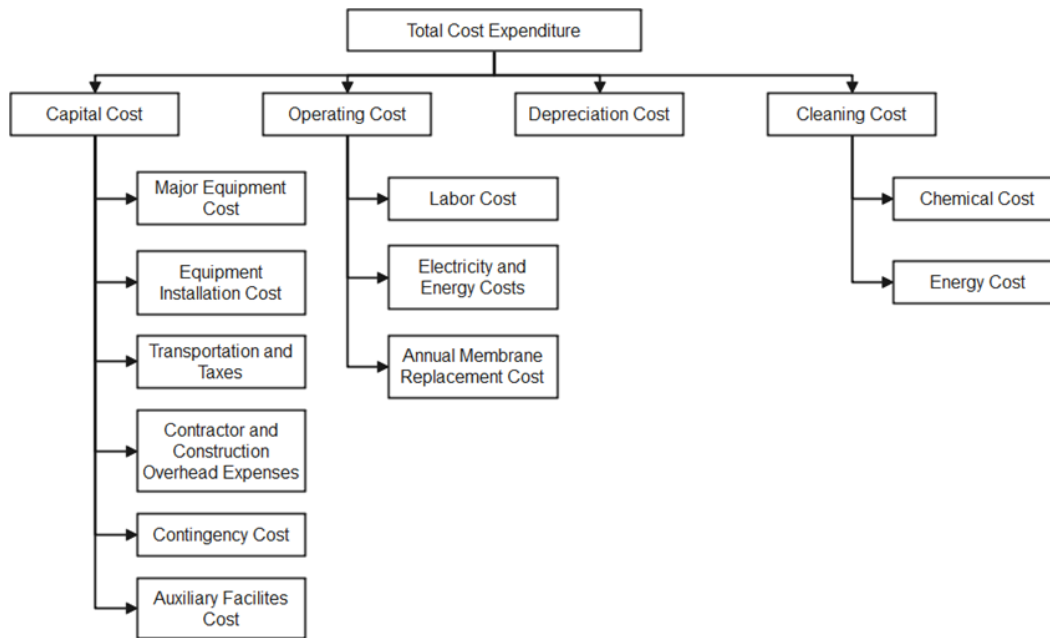 Total Cost Expenditure
Capital Cost
Operating Cost
Depreciation Cost
Cleaning Cost
Major Equipment
Cost
Equipment
Installation Cost
Transportation and
Taxes
Contractor and
Construction
Overhead Expenses
Contingency Cost
Auxiliary Facilites
Cost
Labor Cost
Electricity and
Energy Costs
Annual Membrane
Replacement Cost
Chemical Cost
Energy Cost